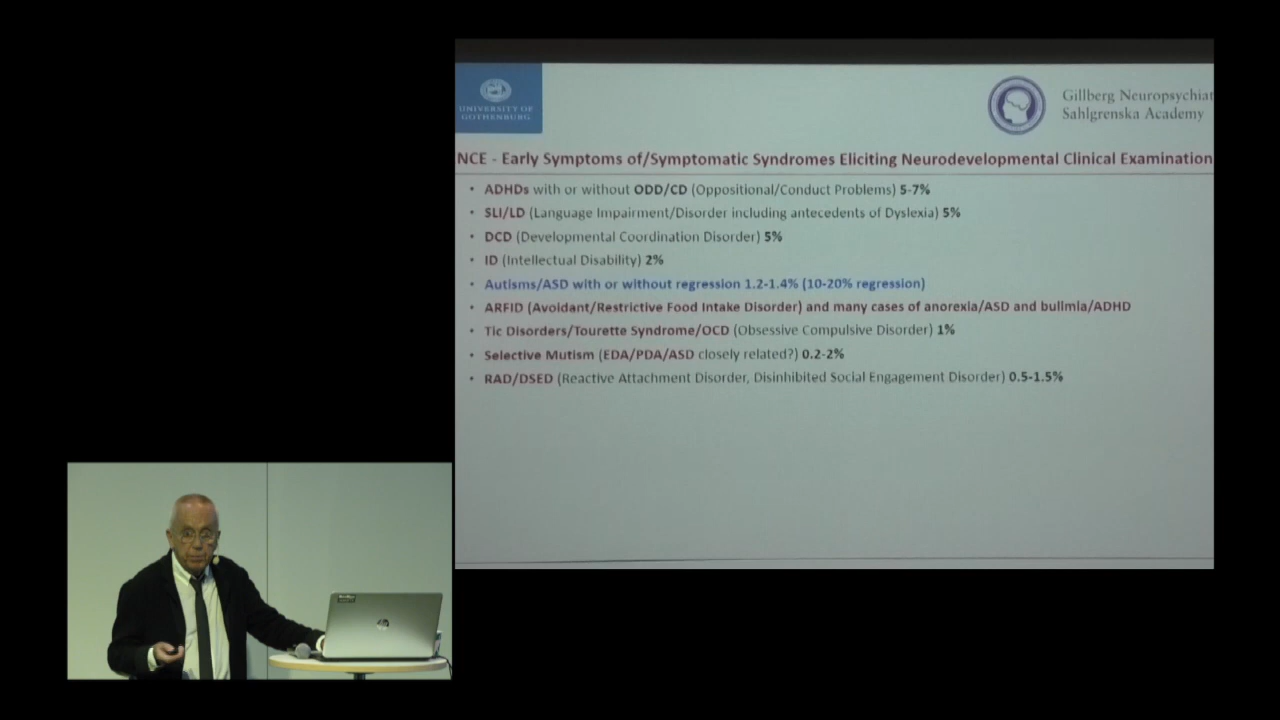 UNIVERSITY OF
GOTHENBURG
Gillberg Neuropsychiat
Sahlgrenska Academy
NCE - Early Symptoms of/Symptomatic Syndromes Eliciting Neurodevelopmental Clinical Examination
• ADHDs with or without ODD/CD (Oppositional/Conduct Problems) 5-7%
• SLI/LD (Language Impairment/Disorder including antecedents of Dyslexia) 5%
• DCD (Developmental Coordination Disorder) 5%
• ID (Intellectual Disability) 2%
• Autisms/ASD with or without regression 1.2-1.4% (10-20% regression)
• ARFID (Avoidant/Restrictive Food Intake Disorder) and many cases of anorexia/ASD and bulimia/ADHD
• Tic Disorders/Tourette Syndrome/OCD (Obsessive Compulsive Disorder) 1%
• Selective Mutism (EDA/PDA/ASD closely related?) 0.2-2%
• RAD/DSED (Reactive Attachment Disorder, Disinhibited Social Engagement Disorder) 0.5-1.5%
hp